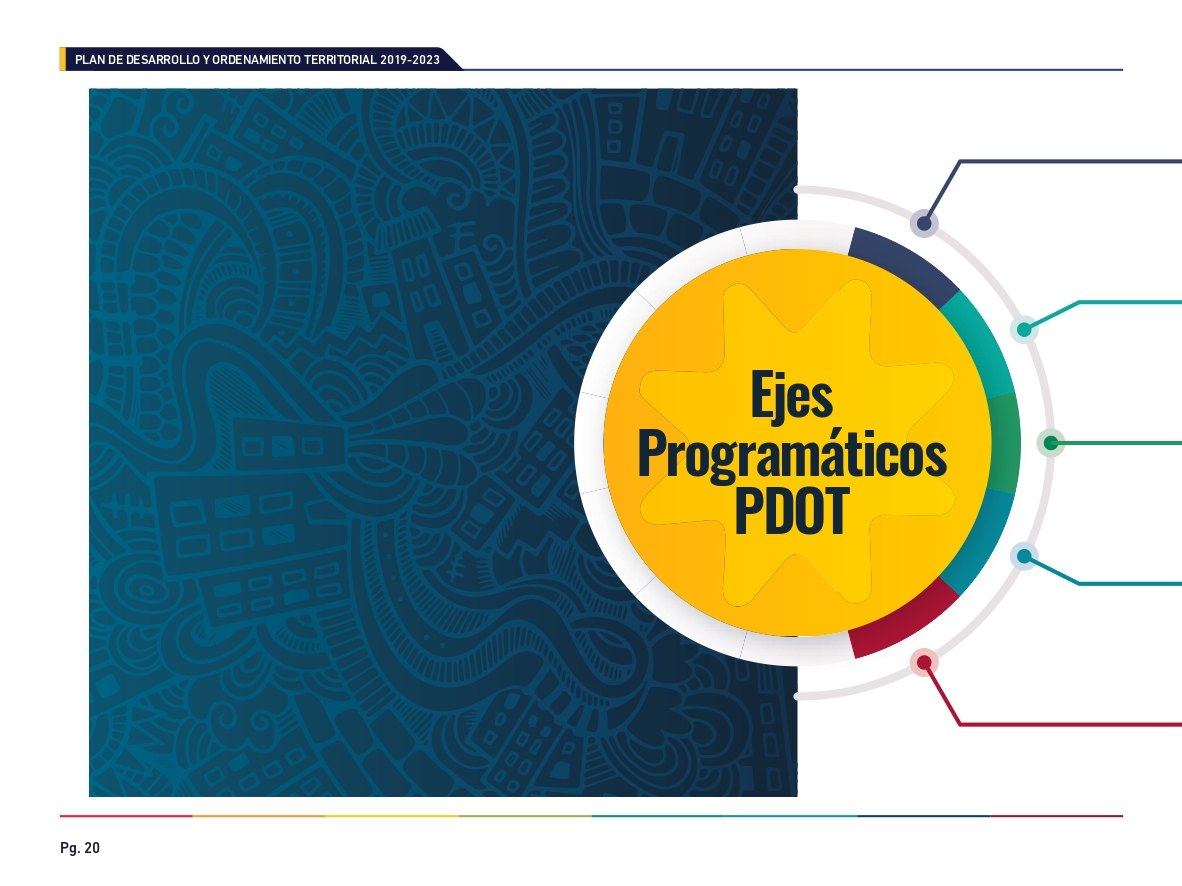 PLAN DE DESARROLLO Y ORDENAMIENTO TERRITORIAL 2019-2023
Ejes
Programáticos
PDOT
Pg. 20